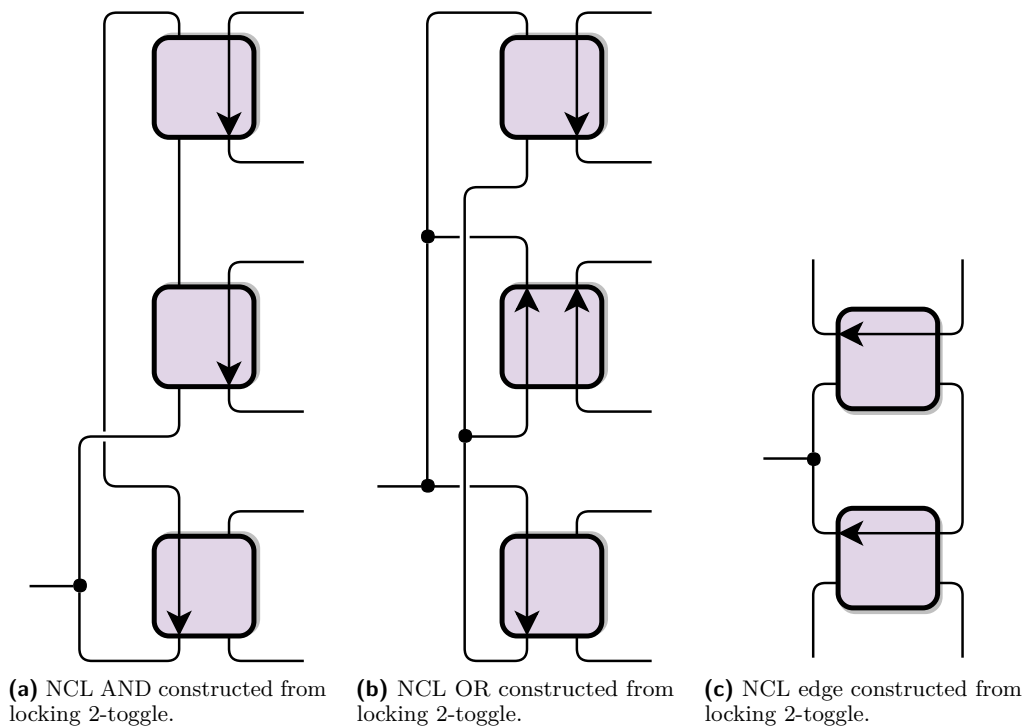 (a) NCL AND constructed from
locking 2-toggle.
(b) NCL OR constructed from
locking 2-toggle.
(c) NCL edge constructed from
locking 2-toggle.